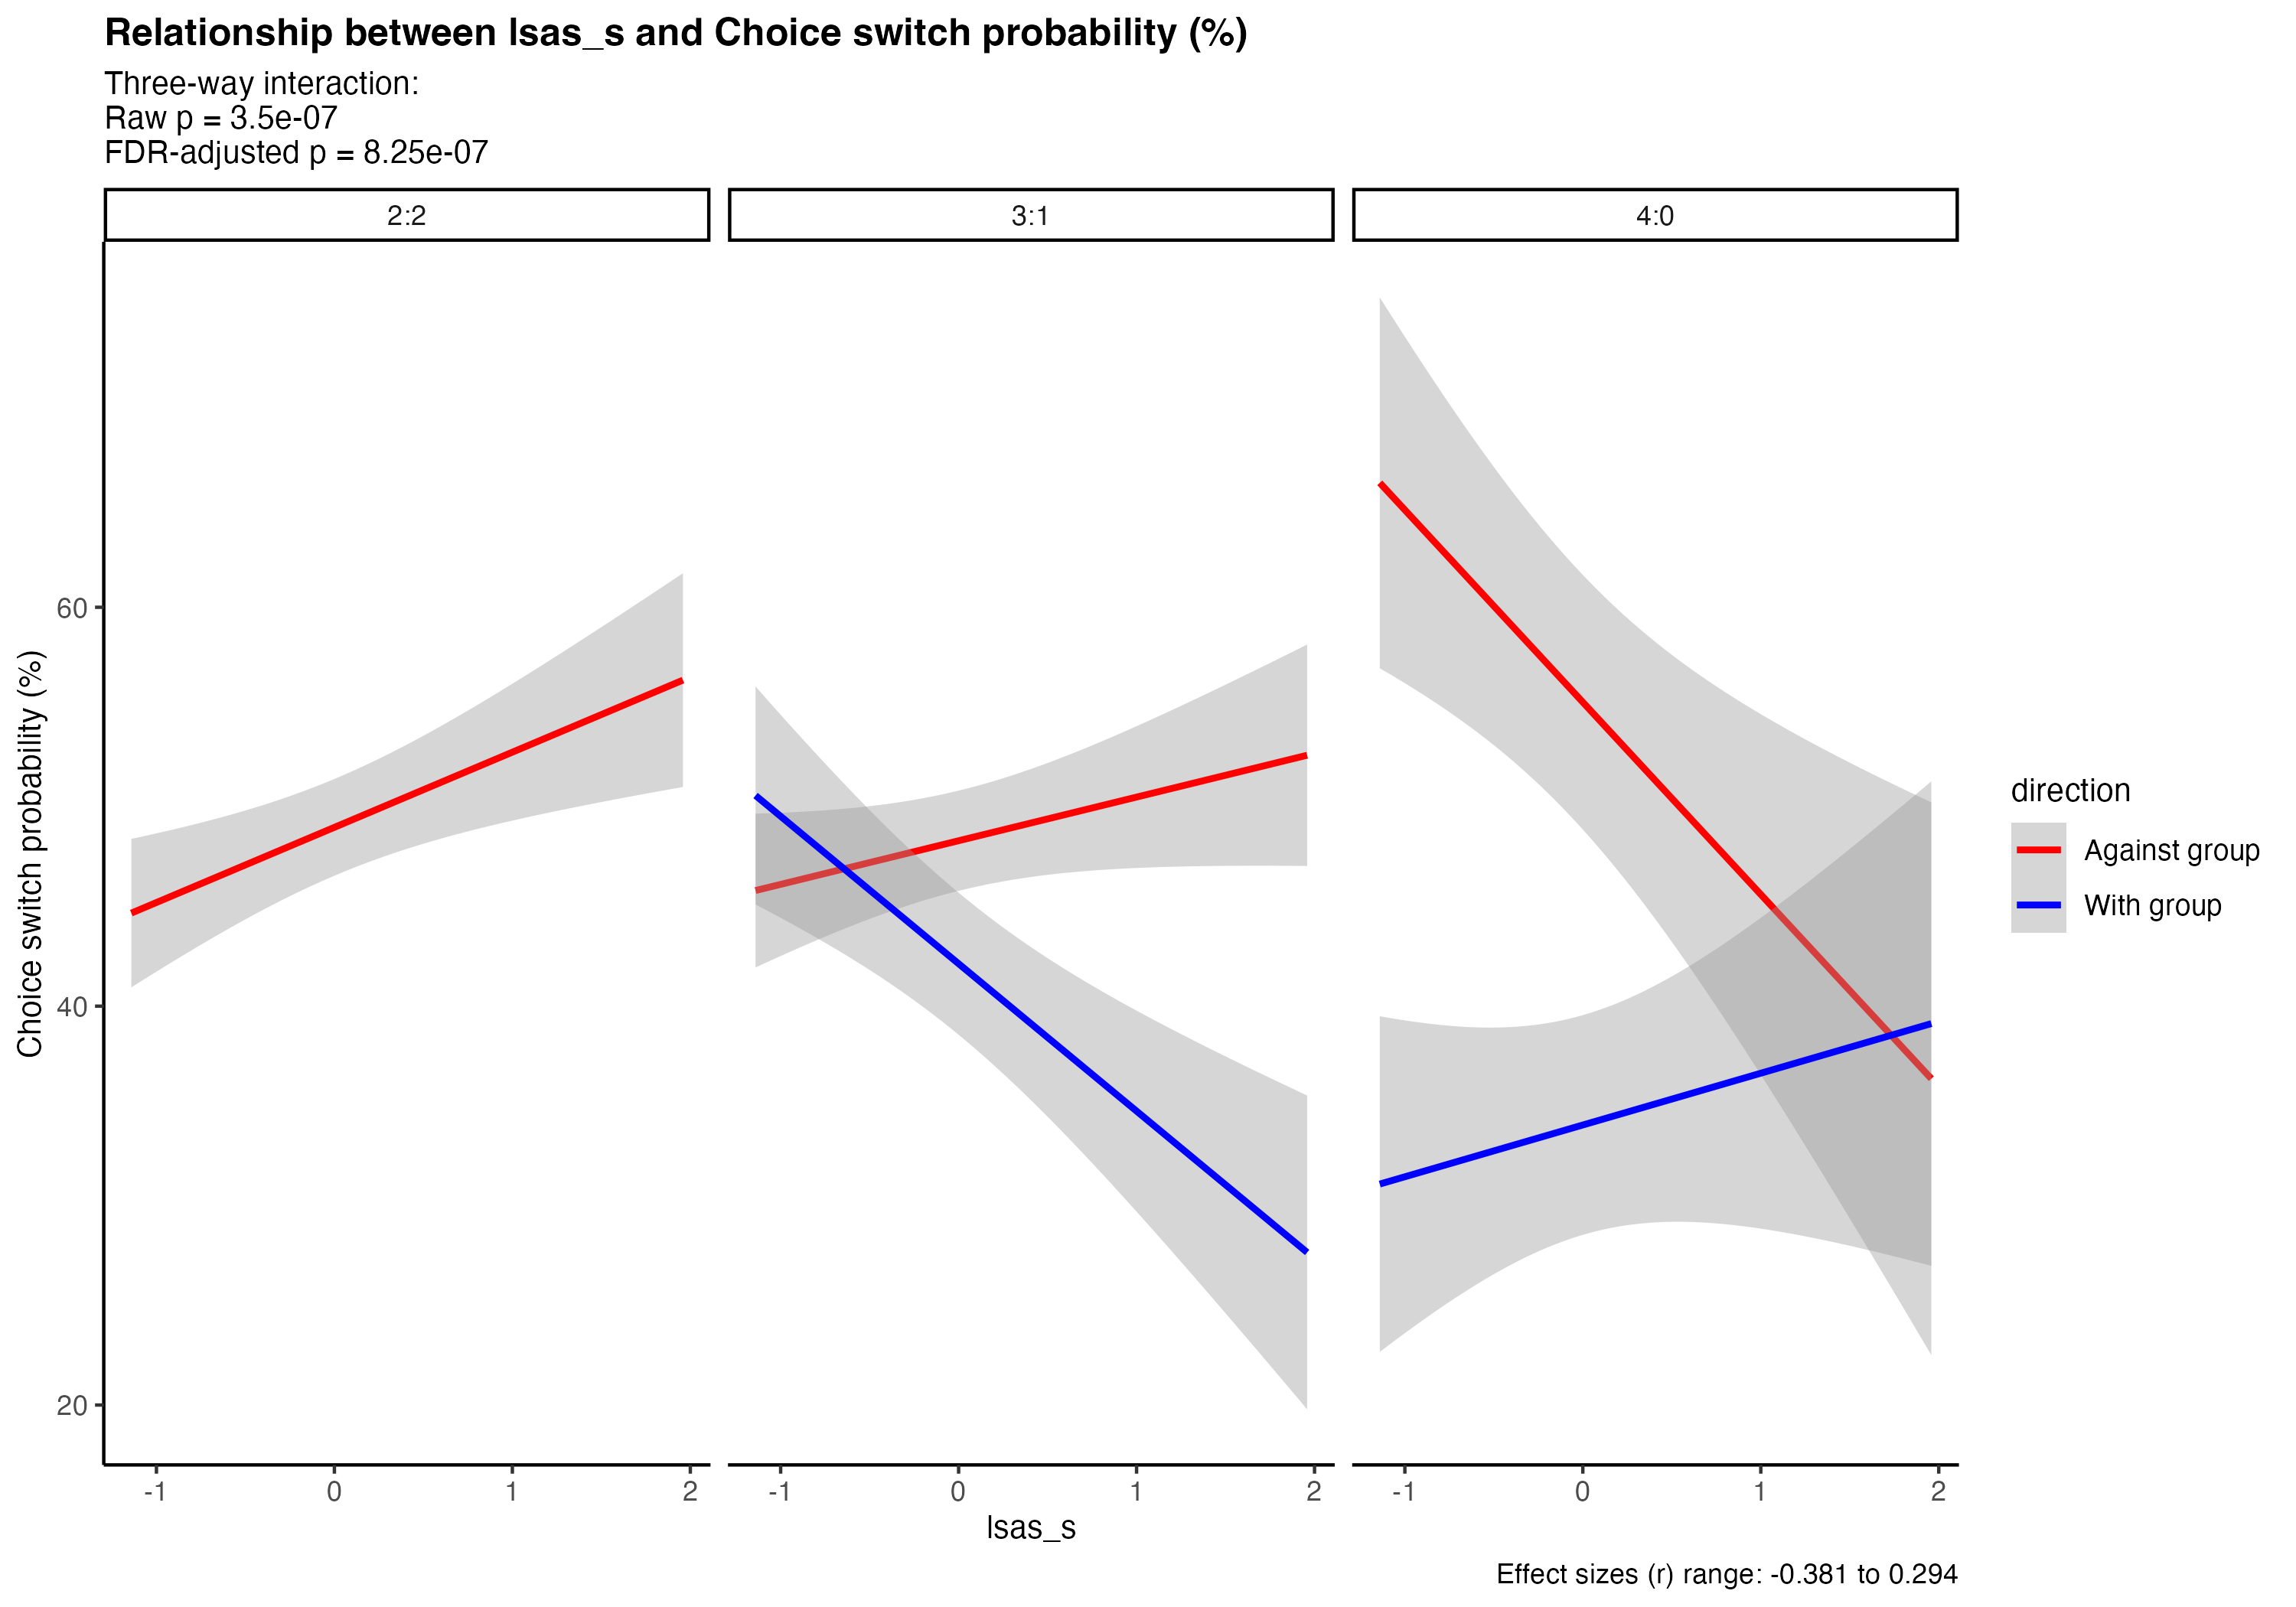 Relationship between lsas_s and Choice switch probability (%)
Three-way interaction:
Raw p = 3.5e-07
FDR-adjusted p = 8.25e-07
2:2
3:1
4:0
Choice switch probability (%)
60
40
20
-1 0 1 2
-1 0 1 2
-1 0 1 2
lsas_s
direction
Against group
With group
Effect sizes (r) range: -0.381 to 0.294